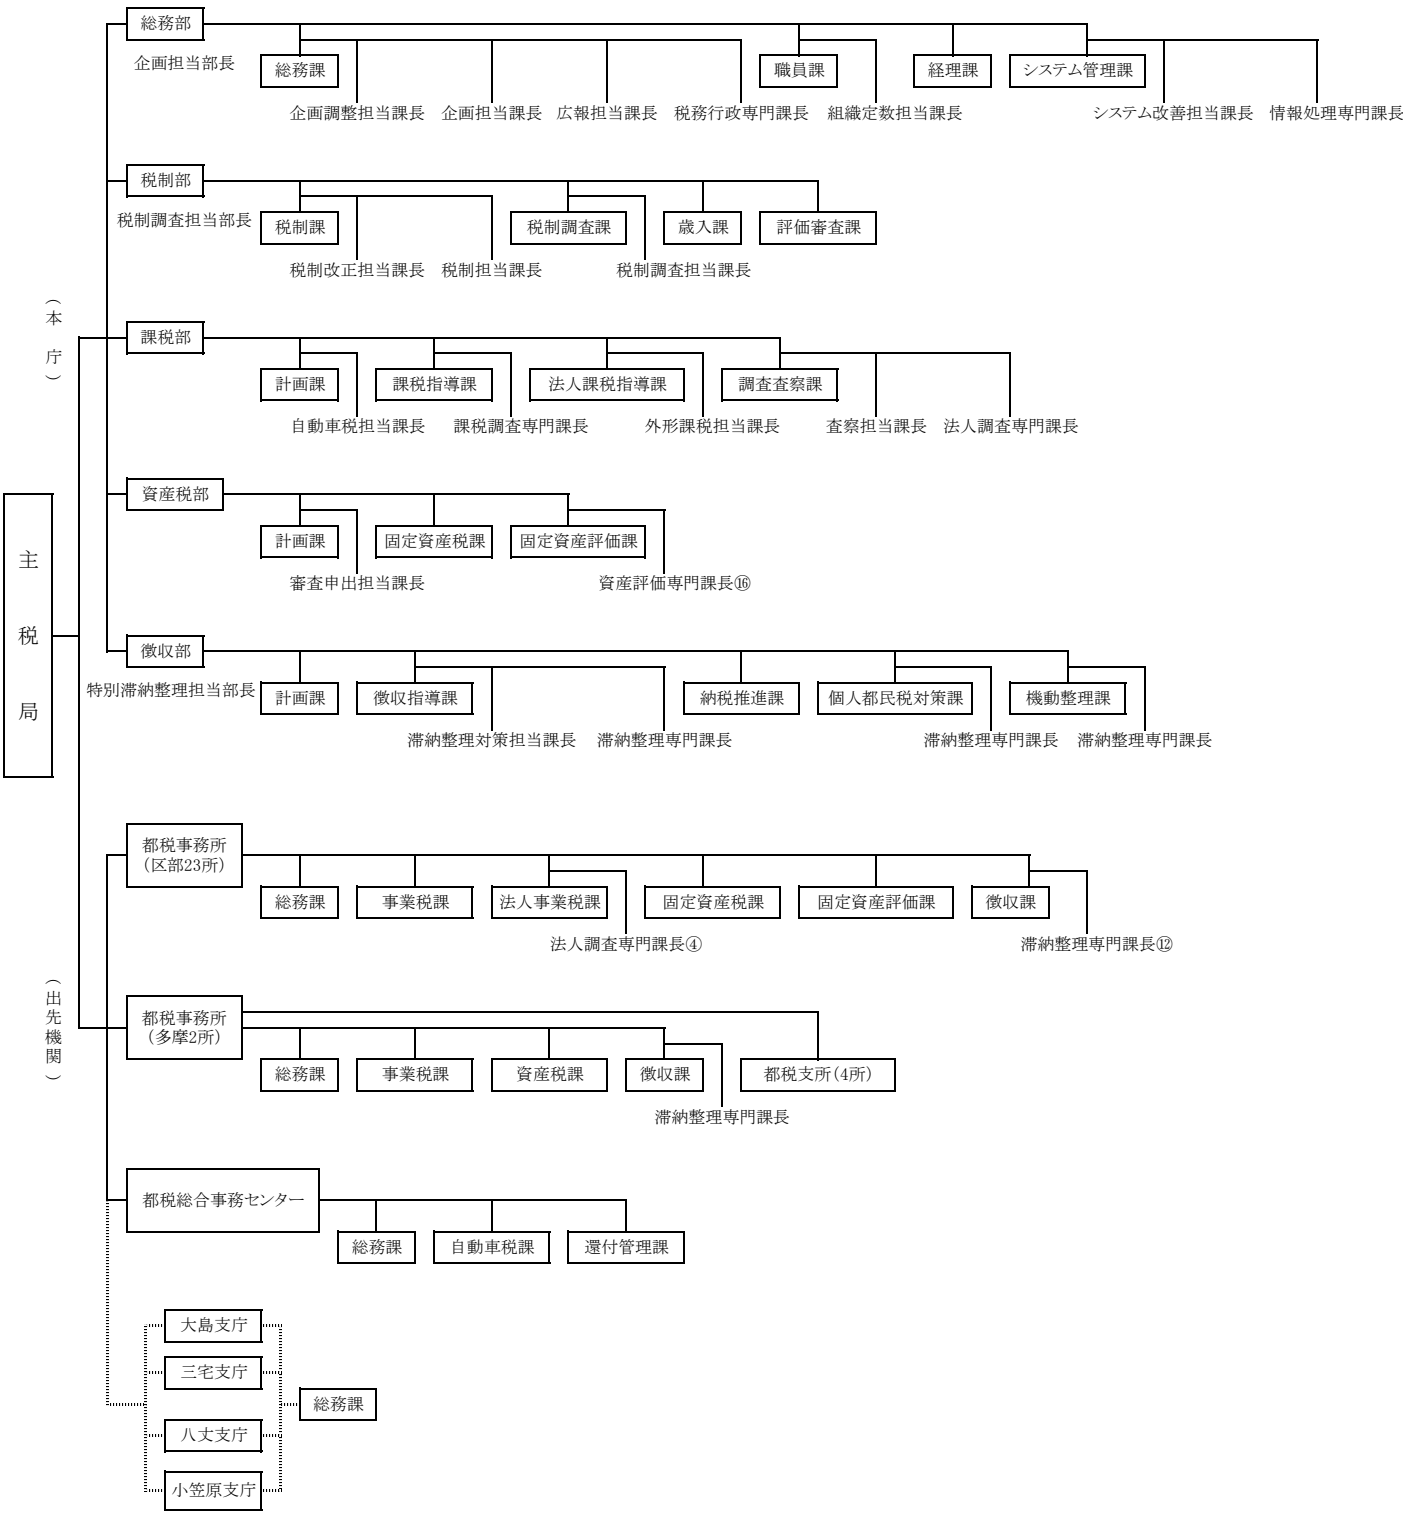 主税局
（本庁）
総務部
企画担当部長
総務課
職員課
経理課
システム管理課
企画調整担当課長
企画担当課長
広報担当課長
税務行政専門課長
組織定数担当課長
システム改善担当課長
情報処理専門課長
税制部
税制調査担当部長
税制課
税制調査課
歳入課
評価審査課
税制改正担当課長
税制担当課長
税制調査担当課長
課税部
計画課
課税指導課
法人課税指導課
調査査察課
自動車税担当課長
課税調査専門課長
外形課税担当課長
査察担当課長
法人調査専門課長
資産税部
計画課
固定資産税課
固定資産評価課
審査申出担当課長
資産評価専門課長⑯
徴収部
特別滞納整理担当部長
計画課
徴収指導課
納税推進課
個人都民税対策課
機動整理課
滞納整理対策担当課長
滞納整理専門課長
滞納整理専門課長
滞納整理専門課長
（出先機関）
都税事務所
（区部23所）
総務課
事業税課
法人事業税課
固定資産税課
固定資産評価課
徴収課
法人調査専門課長④
滞納整理専門課長⑫
都税事務所
（多摩2所）
総務課
事業税課
資産税課
徴収課
都税支所（4所）
滞納整理専門課長
都税総合事務センター
総務課
自動車税課
還付管理課
大島支庁
三宅支庁
八丈支庁
小笠原支庁
総務課